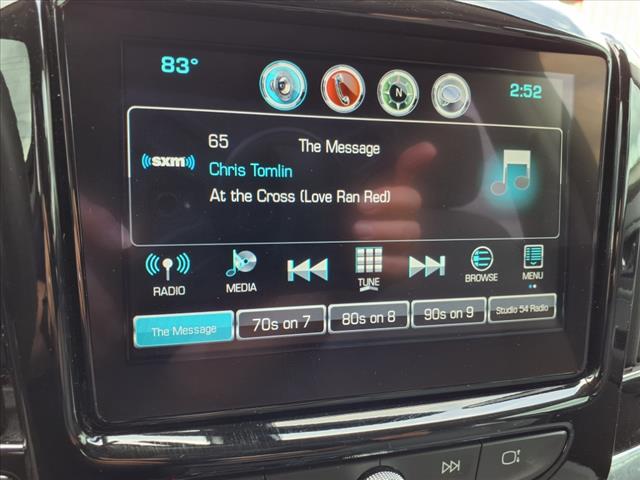 83°
N
2:52
65 The Message
((sxm))
Chris Tomlin
At the Cross (Love Ran Red)
RADIO
MEDIA
TUNE
BROWSE
MENU
The Message
70s on 7
80s on 8
90s on 9
Studio 54 Radio